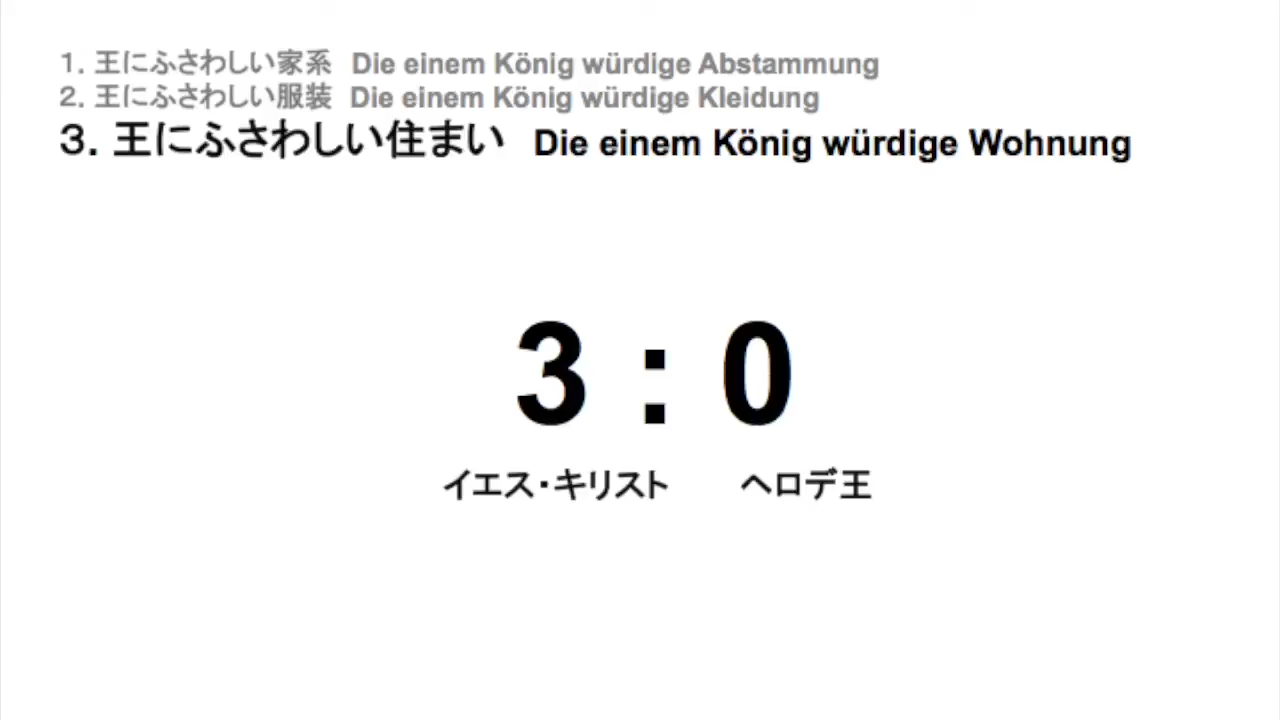 1. 王にふさわしい家系 Die einem König würdige Abstammung
2. 王にふさわしい服装 Die einem König würdige Kleidung
3. 王にふさわしい住まい Die einem König würdige Wohnung
3 : 0
イエス・キリスト ヘロデ王